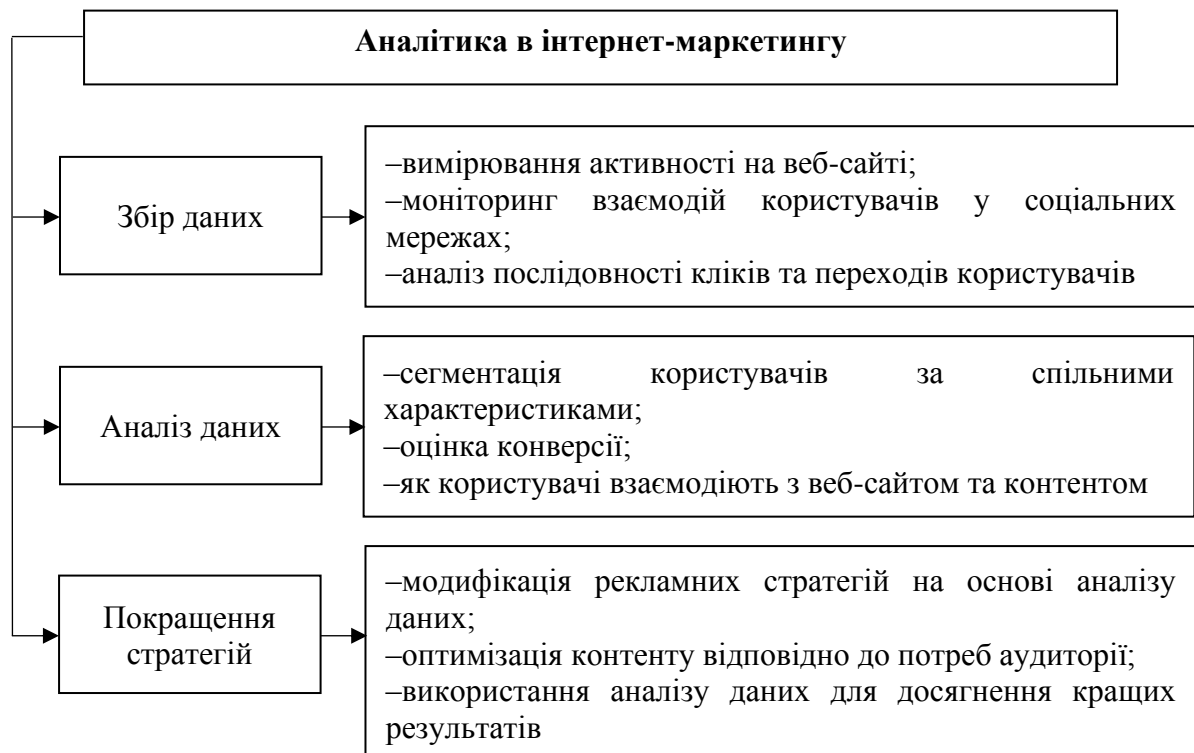 Аналітика в інтернет-маркетингу
Збір даних
–вимірювання активності на веб-сайті;
–моніторинг взаємодій користувачів у соціальних
мережах;
–аналіз послідовності кліків та переходів користувачів
Аналіз даних
–сегментація користувачів за спільними
характеристиками;
–оцінка конверсії;
–як користувачі взаємодіють з веб-сайтом та контентом
Покращення
стратегій
–модифікація рекламних стратегій на основі аналізу
даних;
–оптимізація контенту відповідно до потреб аудиторії;
–використання аналізу даних для досягнення кращих
результатів